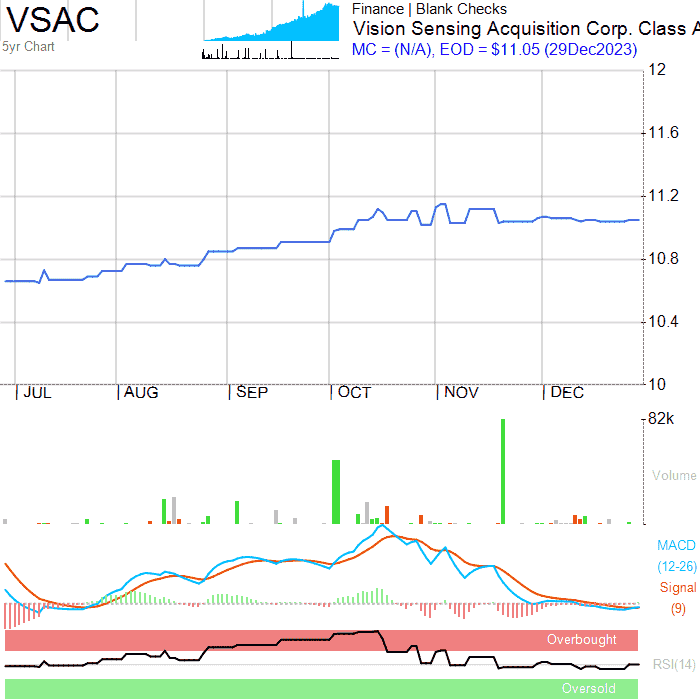 VSAC
5yr Chart
Finance | Blank Checks
Vision Sensing Acquisition Corp. Class A
MC = (N/A), EOD = $11.05 (29Dec2023)
12
11.6
11.2
10.8
10.4
10
JUL AUG SEP OCT NOV DEC
82k
Volume
MACD
(12-26)
Signal
(9)
Overbought
RSI(14)
Oversold